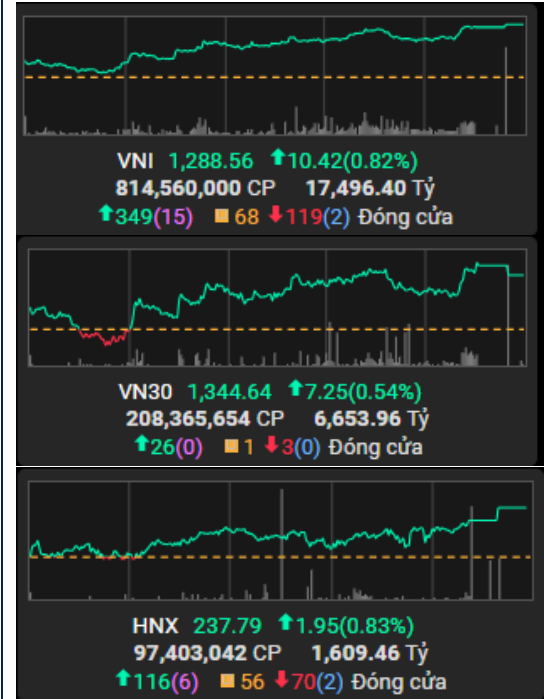 VNI 1,288.56 10.42(0.82%)
814,560,000 CP 17,496.40 Tỷ
349(15) 68 119(2) Đóng cửa
VN30 1,344.64 7.25(0.54%)
208,365,654 CP 6,653.96 Tỷ
26(0) 1 3(0) Đóng cửa
HNX 237.79 1.95(0.83%)
97,403,042 CP 1,609.46 Tỷ
116(6) 56 70(2) Đóng cửa